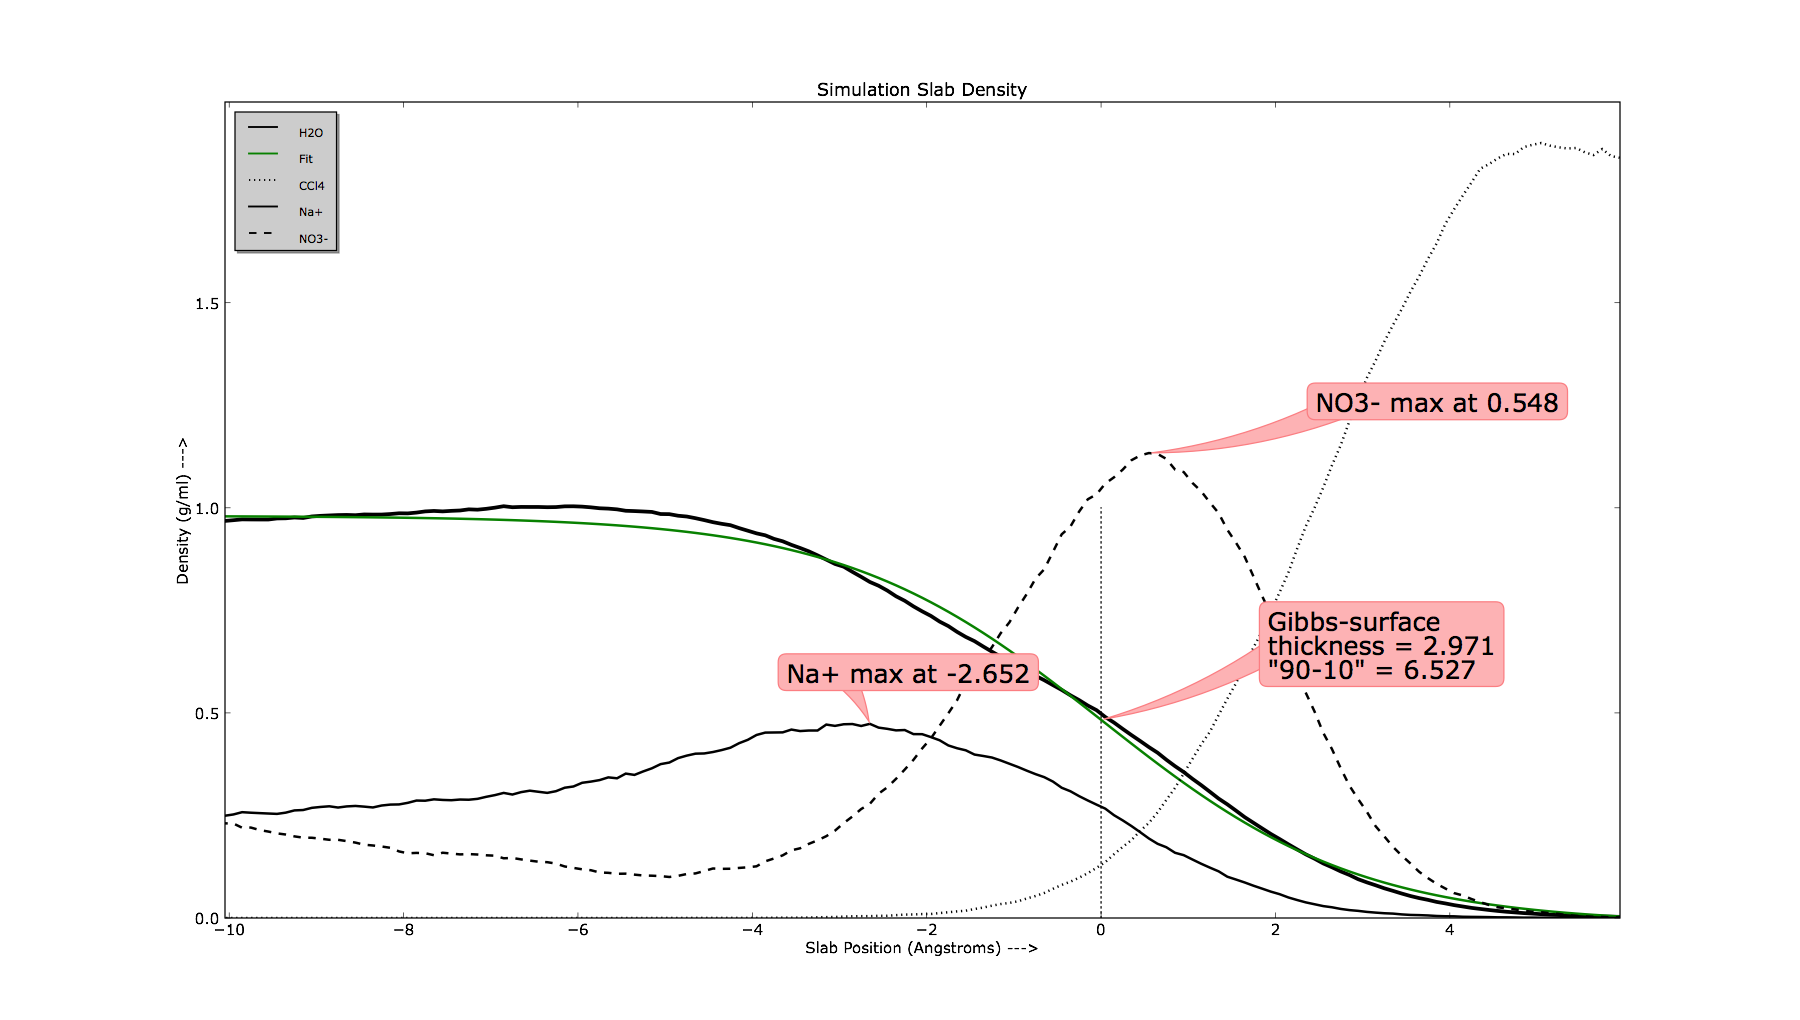 Simulation Slab Density
H2O
Fit
CCl4
Na+
NO3-
1.5
1.0
0.5
0.0
Density (g/ml) --->
NO3- max at 0.548
Gibbs-surface
thickness = 2.971
"90-10" = 6.527
Na+ max at -2.652
−10 −8 −6 −4 −2 0 2 4
Slab Position (Angstroms) --->